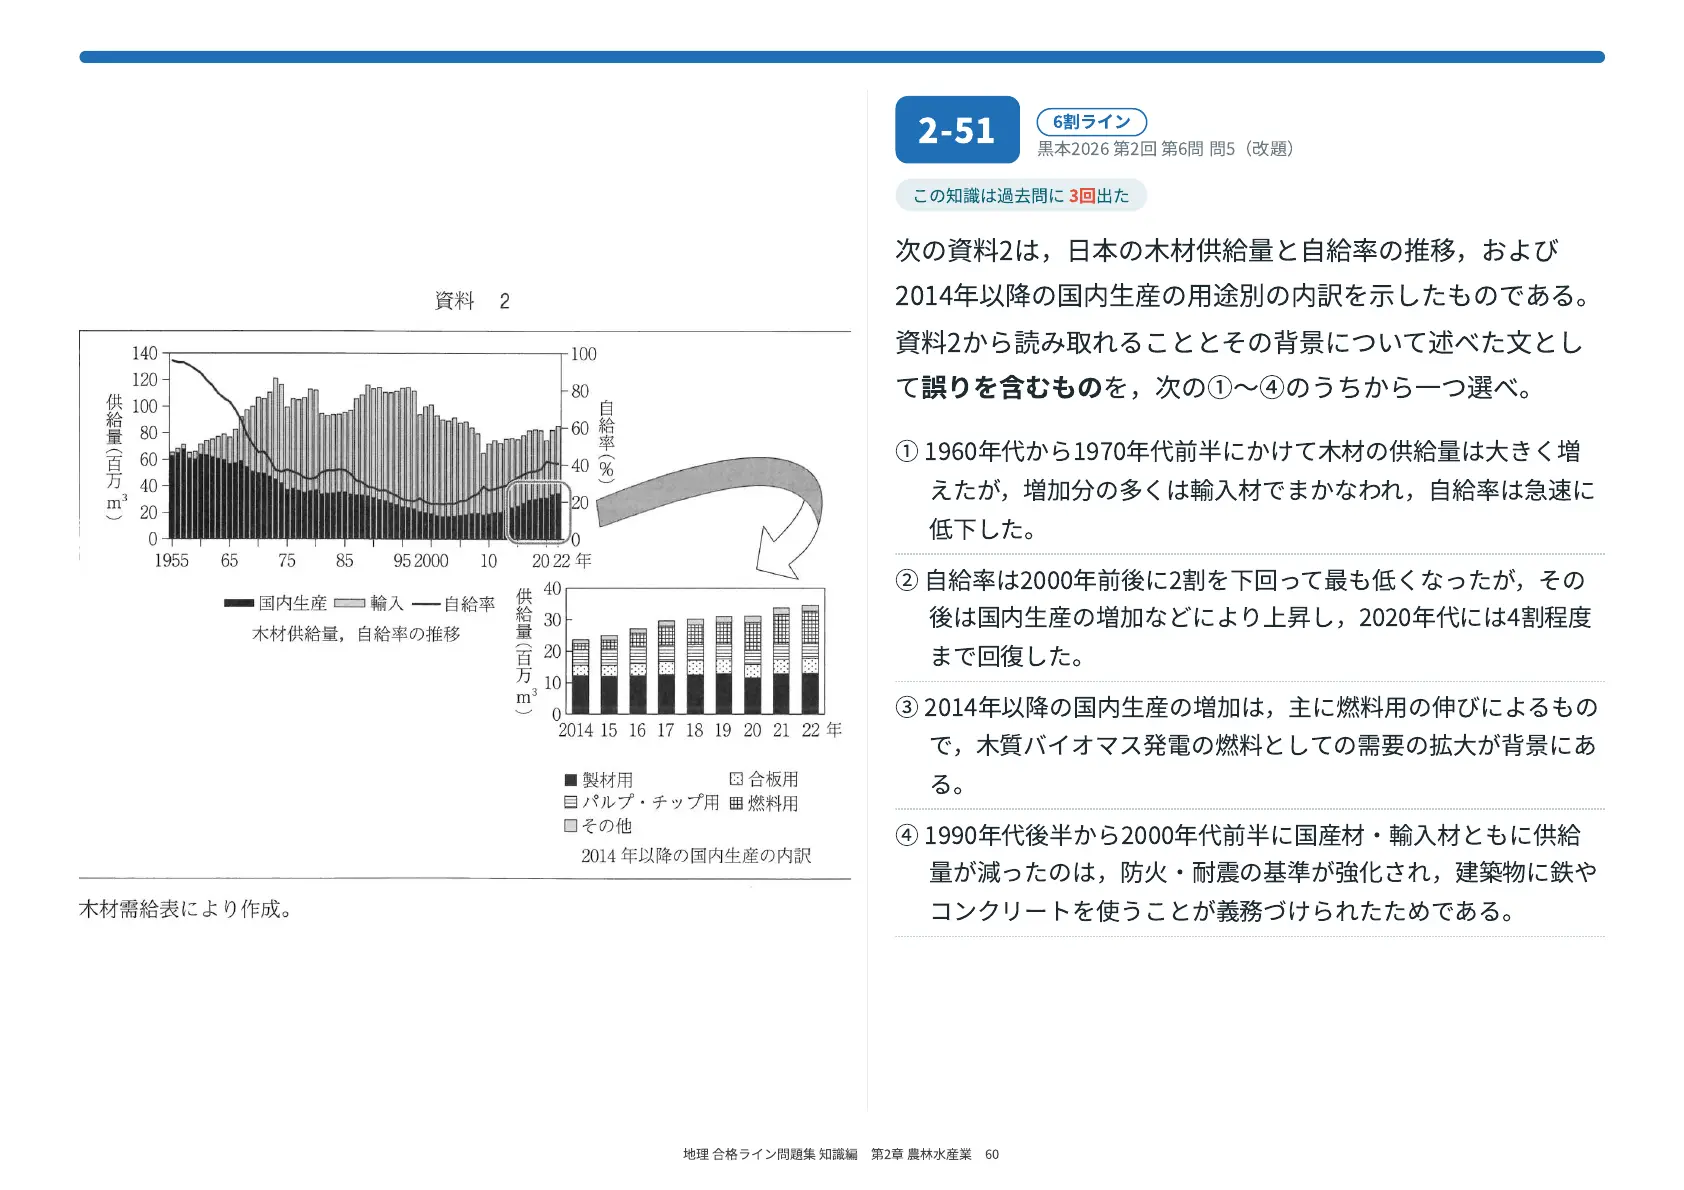 資料　2
140
120
100
80
60
40
20
0
供給量(百万m³)
100
80
60
40
20
0
自給率(%)
1955 65 75 85 95 2000 10 20 22 年
国内生産 輸入 自給率
木材供給量，自給率の推移
供給量(百万m³)
40
30
20
10
0
2014 15 16 17 18 19 20 21 22 年
製材用 合板用
パルプ・チップ用 燃料用
その他
2014 年以降の国内生産の内訳
木材需給表により作成。
2-51
6割ライン
黒本2026 第2回 第6問 問5（改題）
この知識は過去問に 3回出た
次の資料2は，日本の木材供給量と自給率の推移，および
2014年以降の国内生産の用途別の内訳を示したものである。
資料2から読み取れることとその背景について述べた文とし
て誤りを含むものを，次の①〜④のうちから一つ選べ。
① 1960年代から1970年代前半にかけて木材の供給量は大きく増
えたが，増加分の多くは輸入材でまかなわれ，自給率は急速に
低下した。
② 自給率は2000年前後に2割を下回って最も低くなったが，その
後は国内生産の増加などにより上昇し，2020年代には4割程度
まで回復した。
③ 2014年以降の国内生産の増加は，主に燃料用の伸びによるもの
で，木質バイオマス発電の燃料としての需要の拡大が背景にあ
る。
④ 1990年代後半から2000年代前半に国産材・輸入材ともに供給
量が減ったのは，防火・耐震の基準が強化され，建築物に鉄や
コンクリートを使うことが義務づけられたためである。
地理 合格ライン問題集 知識編　第2章 農林水産業　60